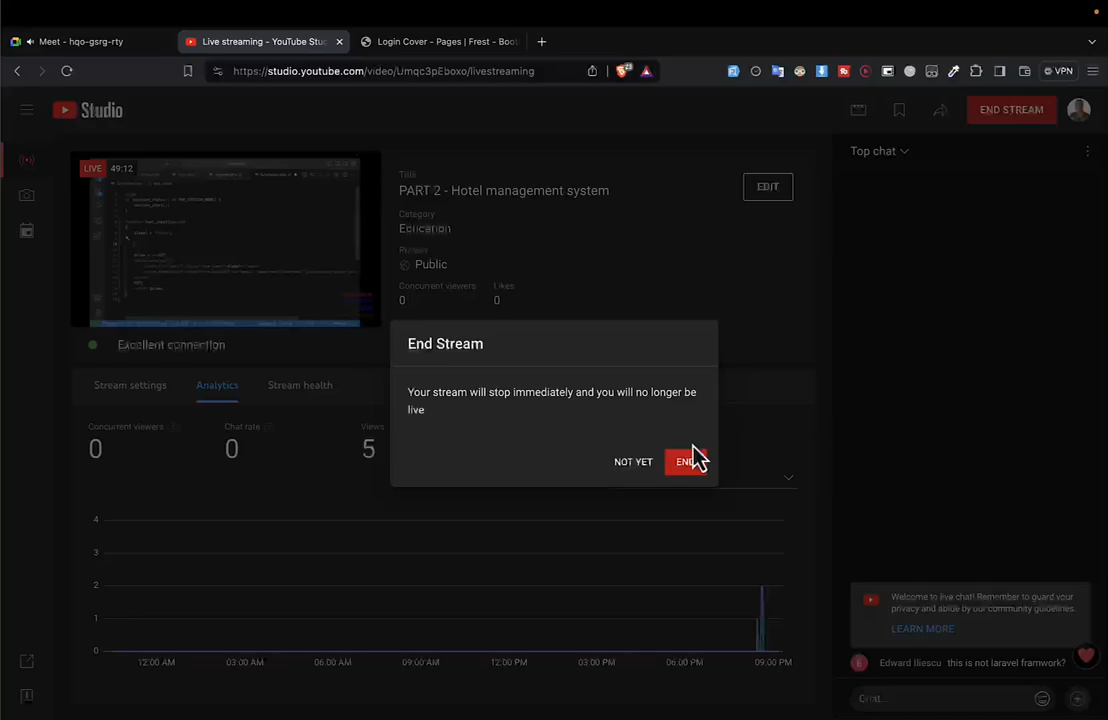 Meet - hqo-gsrg-rty
Live streaming - YouTube Stu
Login Cover - Pages | Frest - Boot
https://studio.youtube.com/video/Umqc3pEboxo/livestreaming
23
VPN
Studio
END STREAM
LIVE 49:12
Title
PART 2 - Hotel management system
EDIT
Category
Education
Privacy
Public
Concurrent viewers
Likes
0
0
Excellent connection
Top chat
End Stream
Your stream will stop immediately and you will no longer be
live
NOT YET
END
Stream settings
Analytics
Stream health
Concurrent viewers
Chat rate
Views
0
0
5
4
3
2
1
0
12:00 AM
03:00 AM
06:00 AM
09:00 AM
12:00 PM
03:00 PM
06:00 PM
09:00 PM
Welcome to live chat! Remember to guard your
privacy and abide by our community guidelines.
LEARN MORE
E
Edward Iliescu this is not laravel framwork?
Chat...